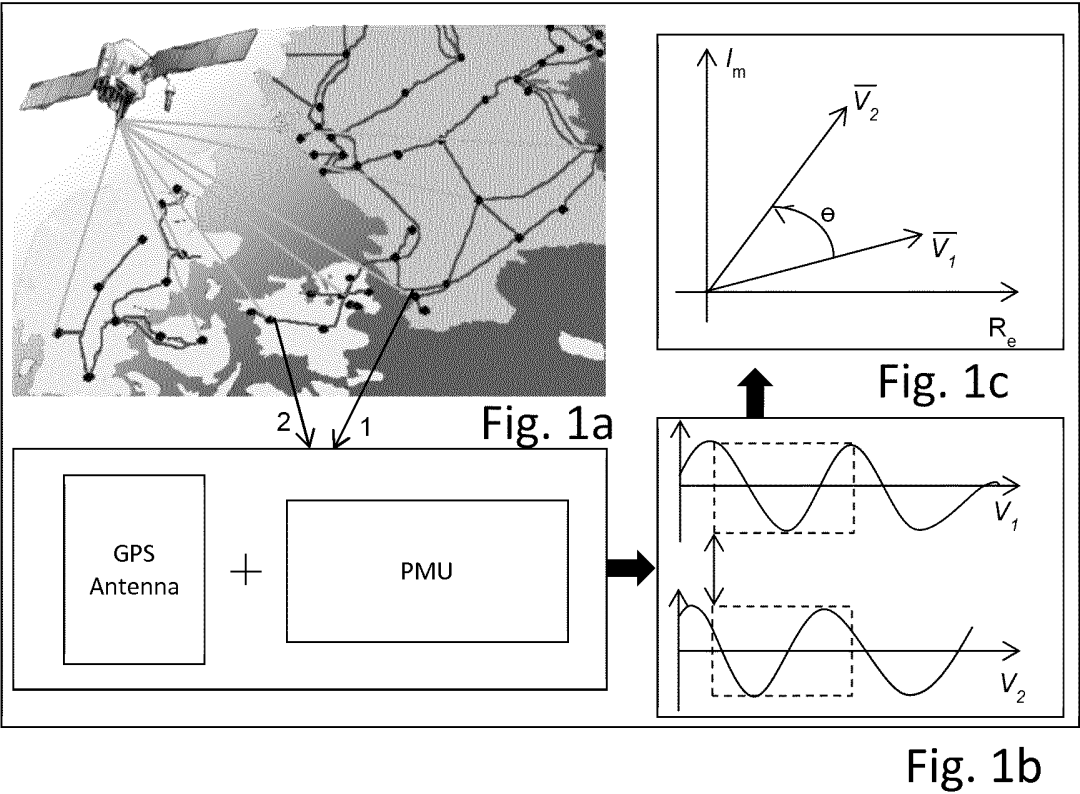 Im
V2
ɵ
V1
Re
Fig. 1c
2
1
Fig. 1a
GPS
Antenna
+
PMU
V1
V2
Fig. 1b